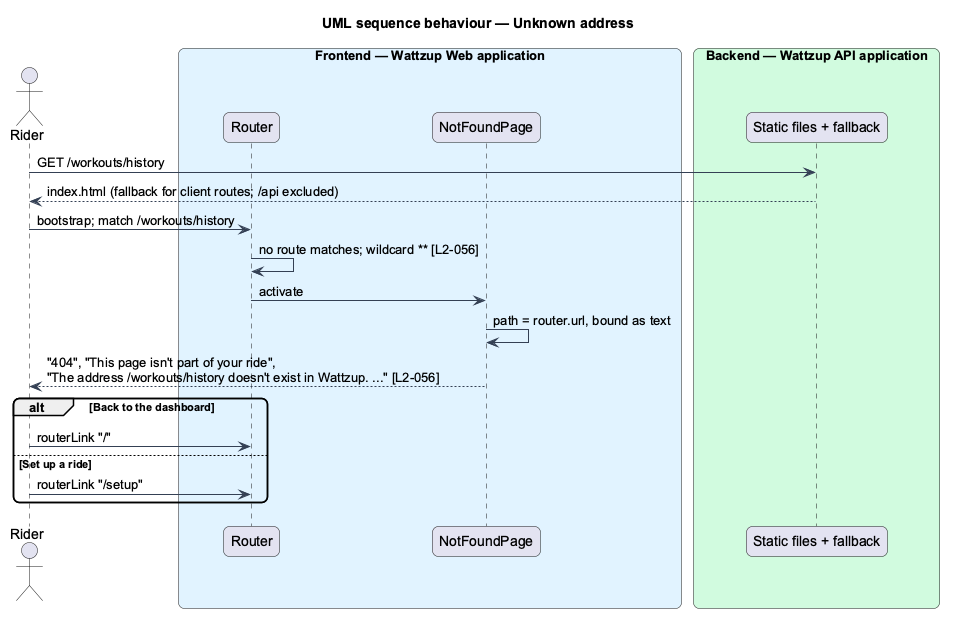 UML sequence behaviour — Unknown address
Frontend — Wattzup Web application
Backend — Wattzup API application
Rider
Router
NotFoundPage
Static files + fallback
GET /workouts/history
index.html (fallback for client routes; /api excluded)
bootstrap; match /workouts/history
no route matches; wildcard ** [L2-056]
activate
path = router.url, bound as text
"404", "This page isn't part of your ride",
"The address /workouts/history doesn't exist in Wattzup. ..." [L2-056]
alt [Back to the dashboard]
routerLink "/"
[Set up a ride]
routerLink "/setup"
Rider
Router
NotFoundPage
Static files + fallback